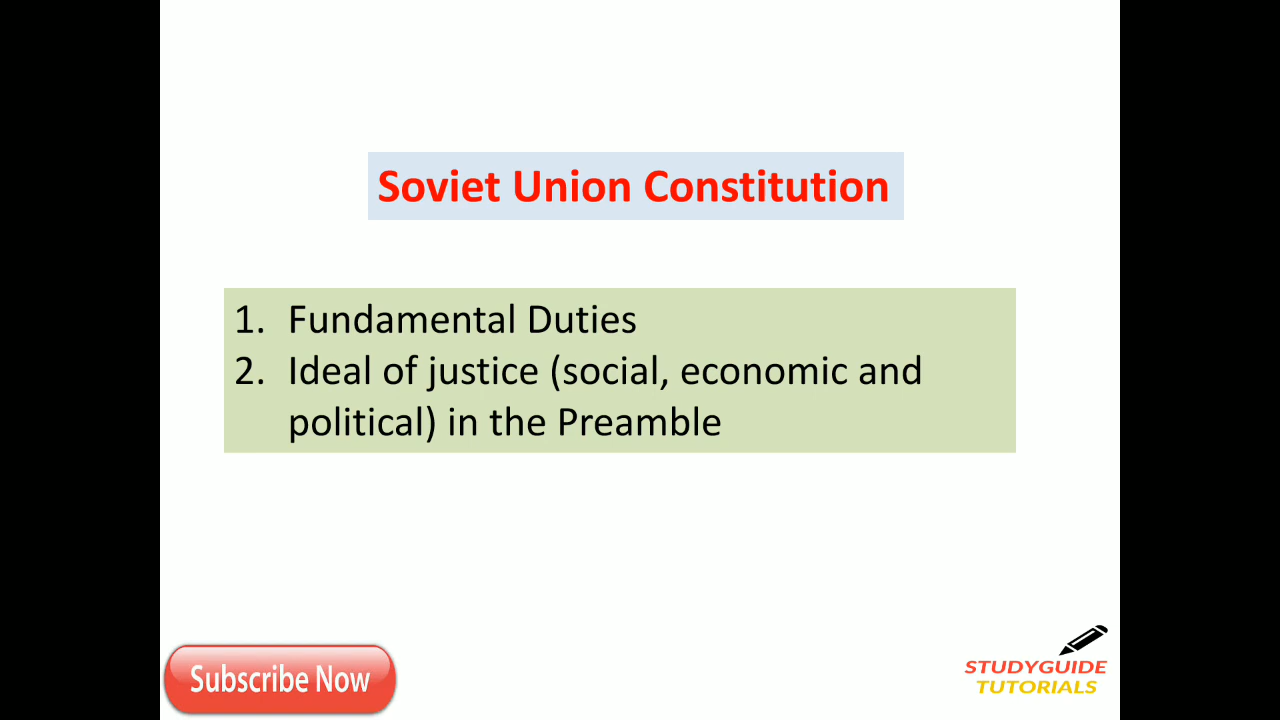 Soviet Union Constitution
1. Fundamental Duties
2. Ideal of justice (social, economic and
political) in the Preamble
Subscribe Now
STUDYGUIDE
TUTORIALS